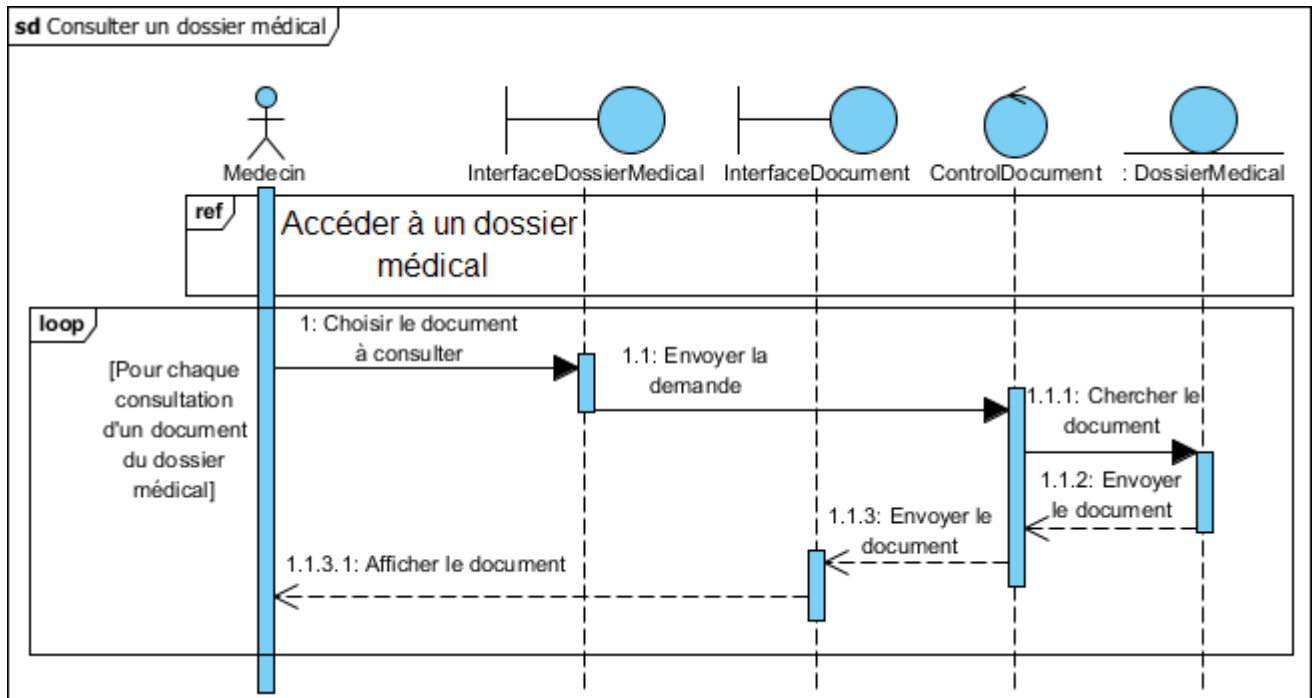 sd Consulter un dossier médical
Medecin
InterfaceDossierMedical
InterfaceDocument
ControlDocument
: DossierMedical
ref
Accéder à un dossier
médical
loop
[Pour chaque
consultation
d'un document
du dossier
médical]
1: Choisir le document
à consulter
1.1: Envoyer la
demande
1.1.1: Chercher le
document
1.1.2: Envoyer
le document
1.1.3: Envoyer le
document
1.1.3.1: Afficher le document